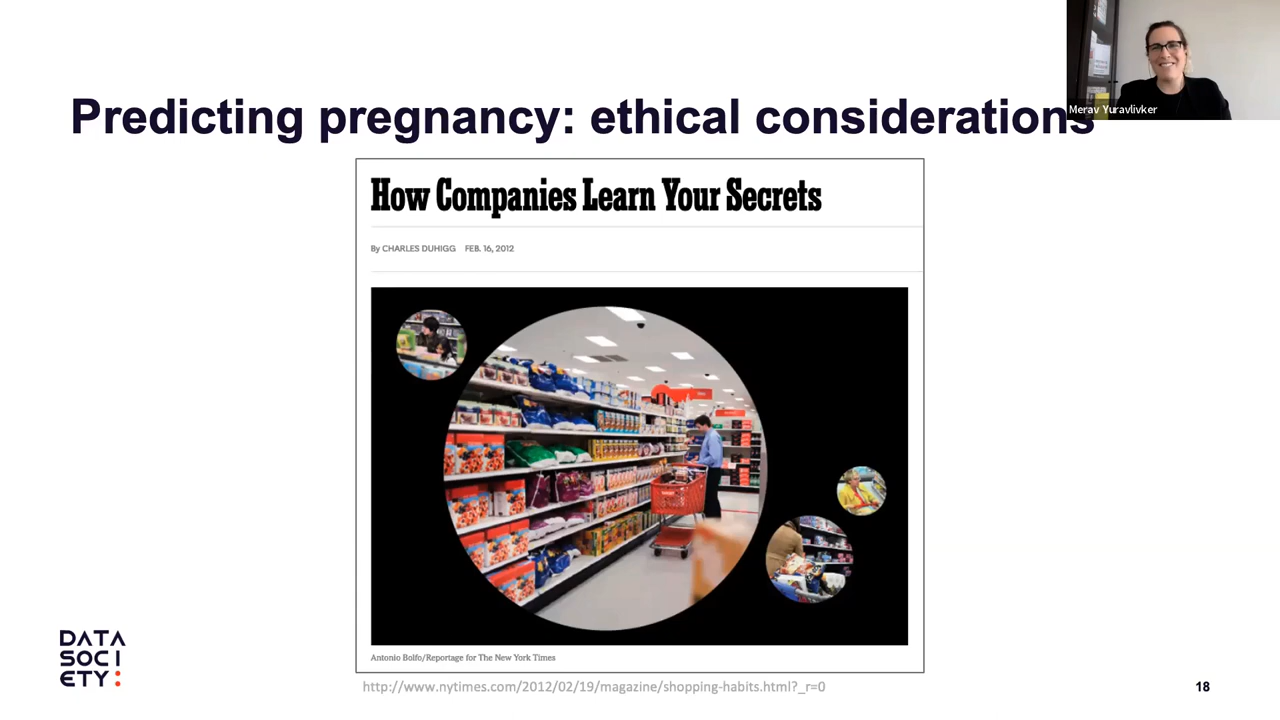 Merav Yuravlivker
Predicting pregnancy: ethical considerations
How Companies Learn Your Secrets
By CHARLES DUHIGG FEB. 16, 2012
Antonio Bolfo/Reportage for The New York Times
DATA
SOCI
ETY:
http://www.nytimes.com/2012/02/19/magazine/shopping-habits.html?_r=0
18